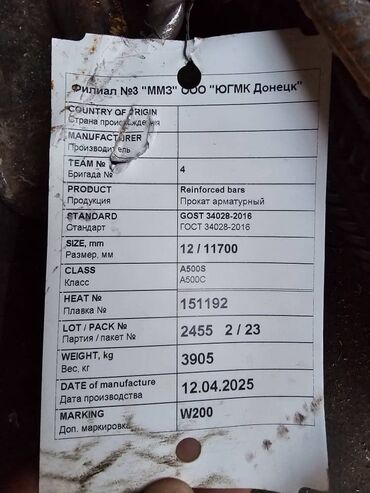 Филиал №3 "ММЗ" ООО "ЮГМК Донецк"
COUNTRY OF ORIGIN
Страна происхождения
MANUFACTURER
Производитель
TEAM №
Бригада №
4
PRODUCT
Продукция
Reinforced bars
Прокат арматурный
STANDARD
Стандарт
GOST 34028-2016
ГОСТ 34028-2016
SIZE, mm
Размер, мм
12 / 11700
CLASS
Класс
A500S
А500С
HEAT №
Плавка №
151192
LOT / PACK №
Партия / пакет №
2455 2 / 23
WEIGHT, kg
Вес, кг
3905
DATE of manufacture
Дата производства
12.04.2025
MARKING
Доп. маркировка
W200